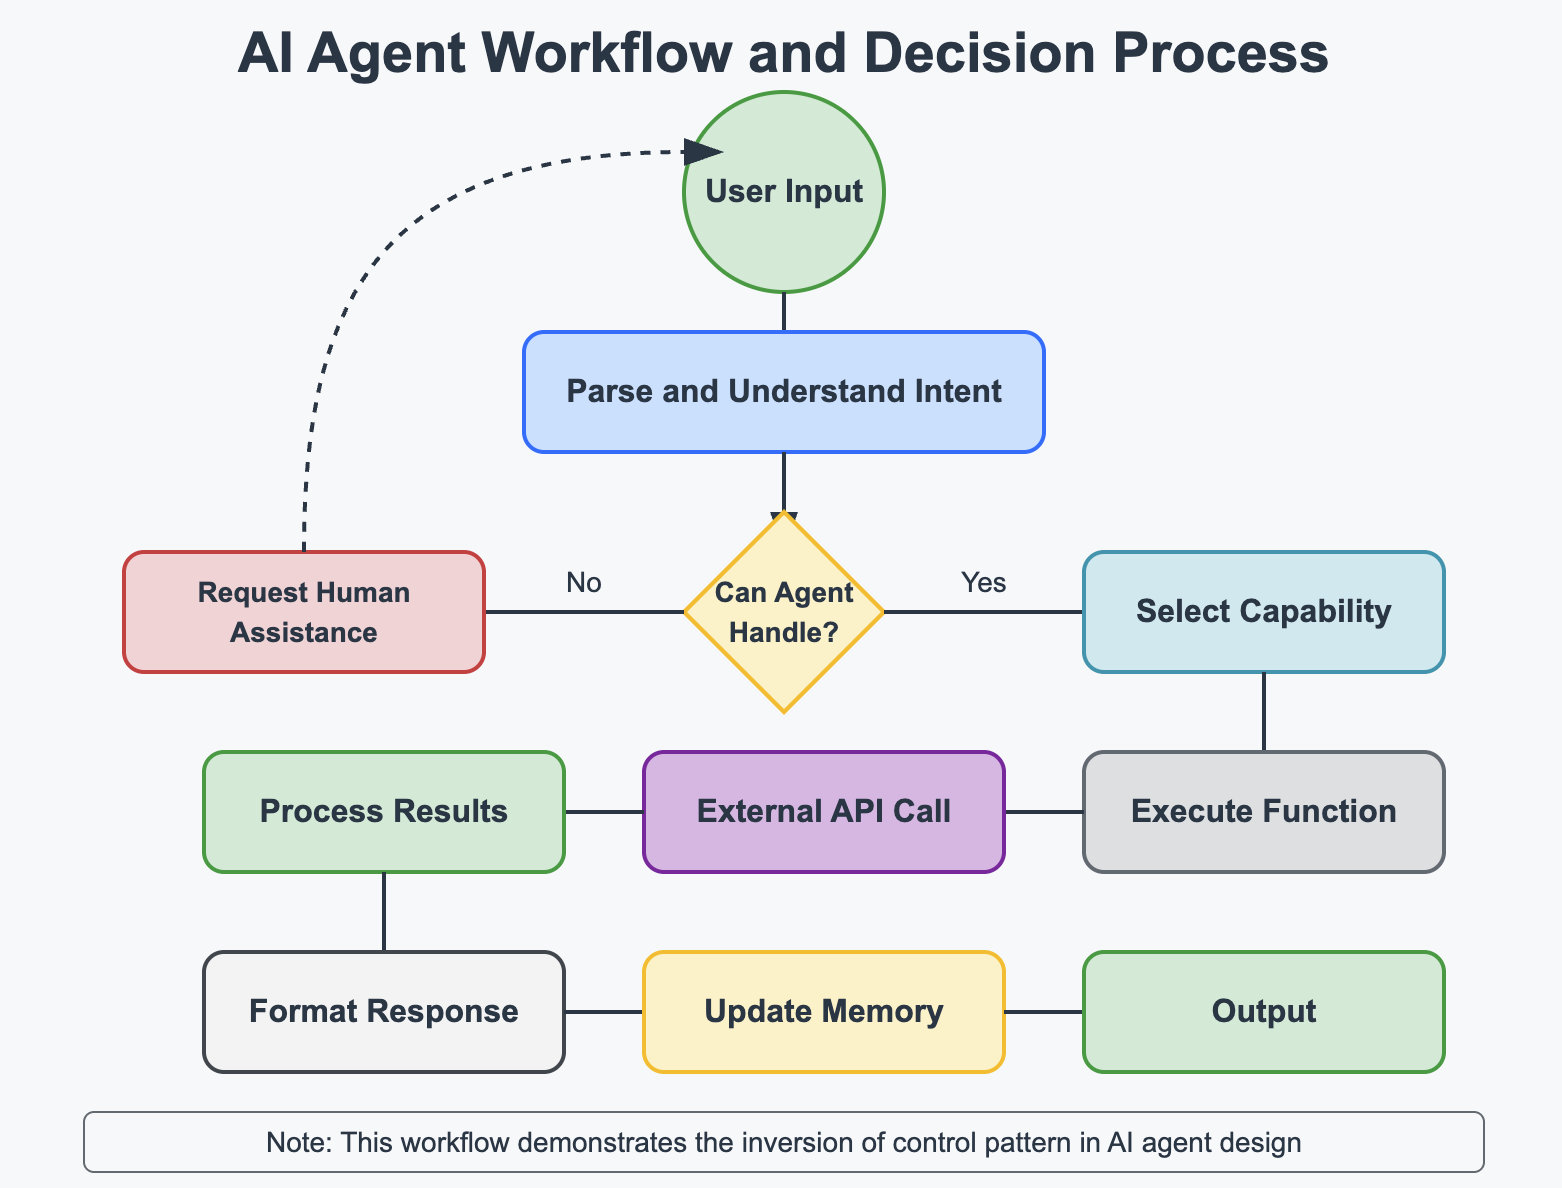 AI Agent Workflow and Decision Process
User Input
Parse and Understand Intent
No
Yes
Request Human
Assistance
Can Agent
Handle?
Select Capability
Process Results
External API Call
Execute Function
Format Response
Update Memory
Output
Note: This workflow demonstrates the inversion of control pattern in AI agent design